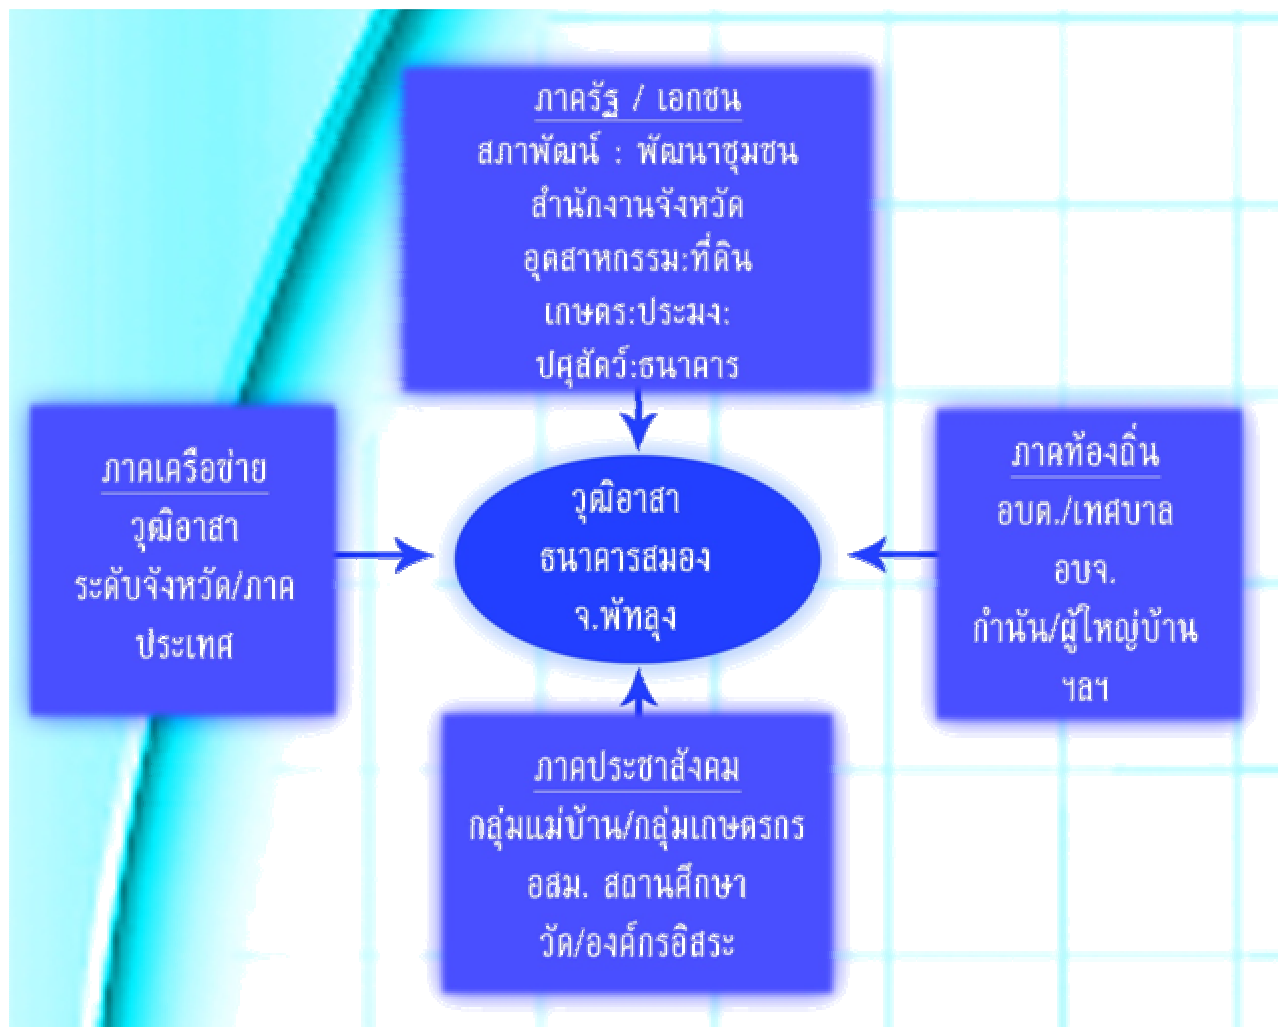 ภาครัฐ / เอกชน
สภาพัฒน์ : พัฒนาชุมชน
สำนักงานจังหวัด
อุตสาหกรรม:ที่ดิน
เกษตร:ประมง:
ปศุสัตว์:ธนาคาร
ภาคเครือข่าย
วุฒิอาสา
ระดับจังหวัด/ภาค
ประเทศ
วุฒิอาสา
ธนาคารสมอง
จ.พัทลุง
ภาคท้องถิ่น
อบต./เทศบาล
อบจ.
กำนัน/ผู้ใหญ่บ้าน
ฯลฯ
ภาคประชาสังคม
กลุ่มแม่บ้าน/กลุ่มเกษตรกร
อสม. สถานศึกษา
วัด/องค์กรอิสระ